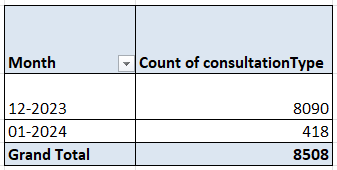 Month Count of consultationType
12-2023 8090
01-2024 418
Grand Total 8508